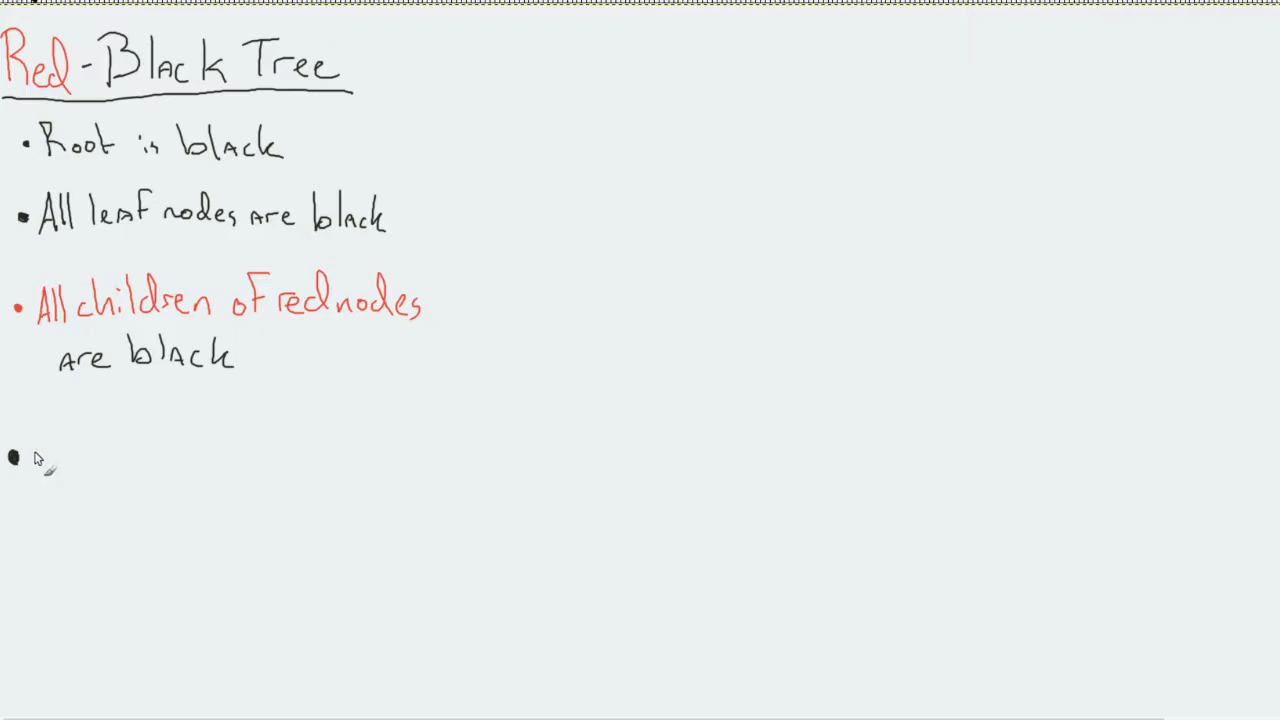 Red-Black Tree
• Root is black
• All leaf nodes are black
• All children of red nodes
are black
•